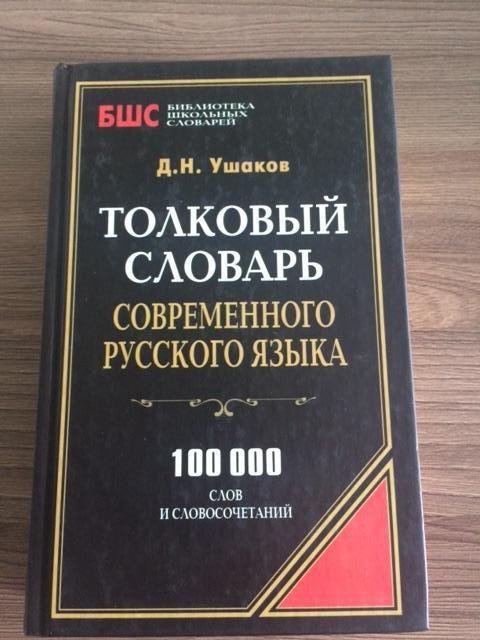 БШС БИБЛИОТЕКА
ШКОЛЬНЫХ
СЛОВАРЕЙ
Д.Н. Ушаков
ТОЛКОВЫЙ
СЛОВАРЬ
СОВРЕМЕННОГО
РУССКОГО ЯЗЫКА
100 000
СЛОВ
И СЛОВОСОЧЕТАНИЙ